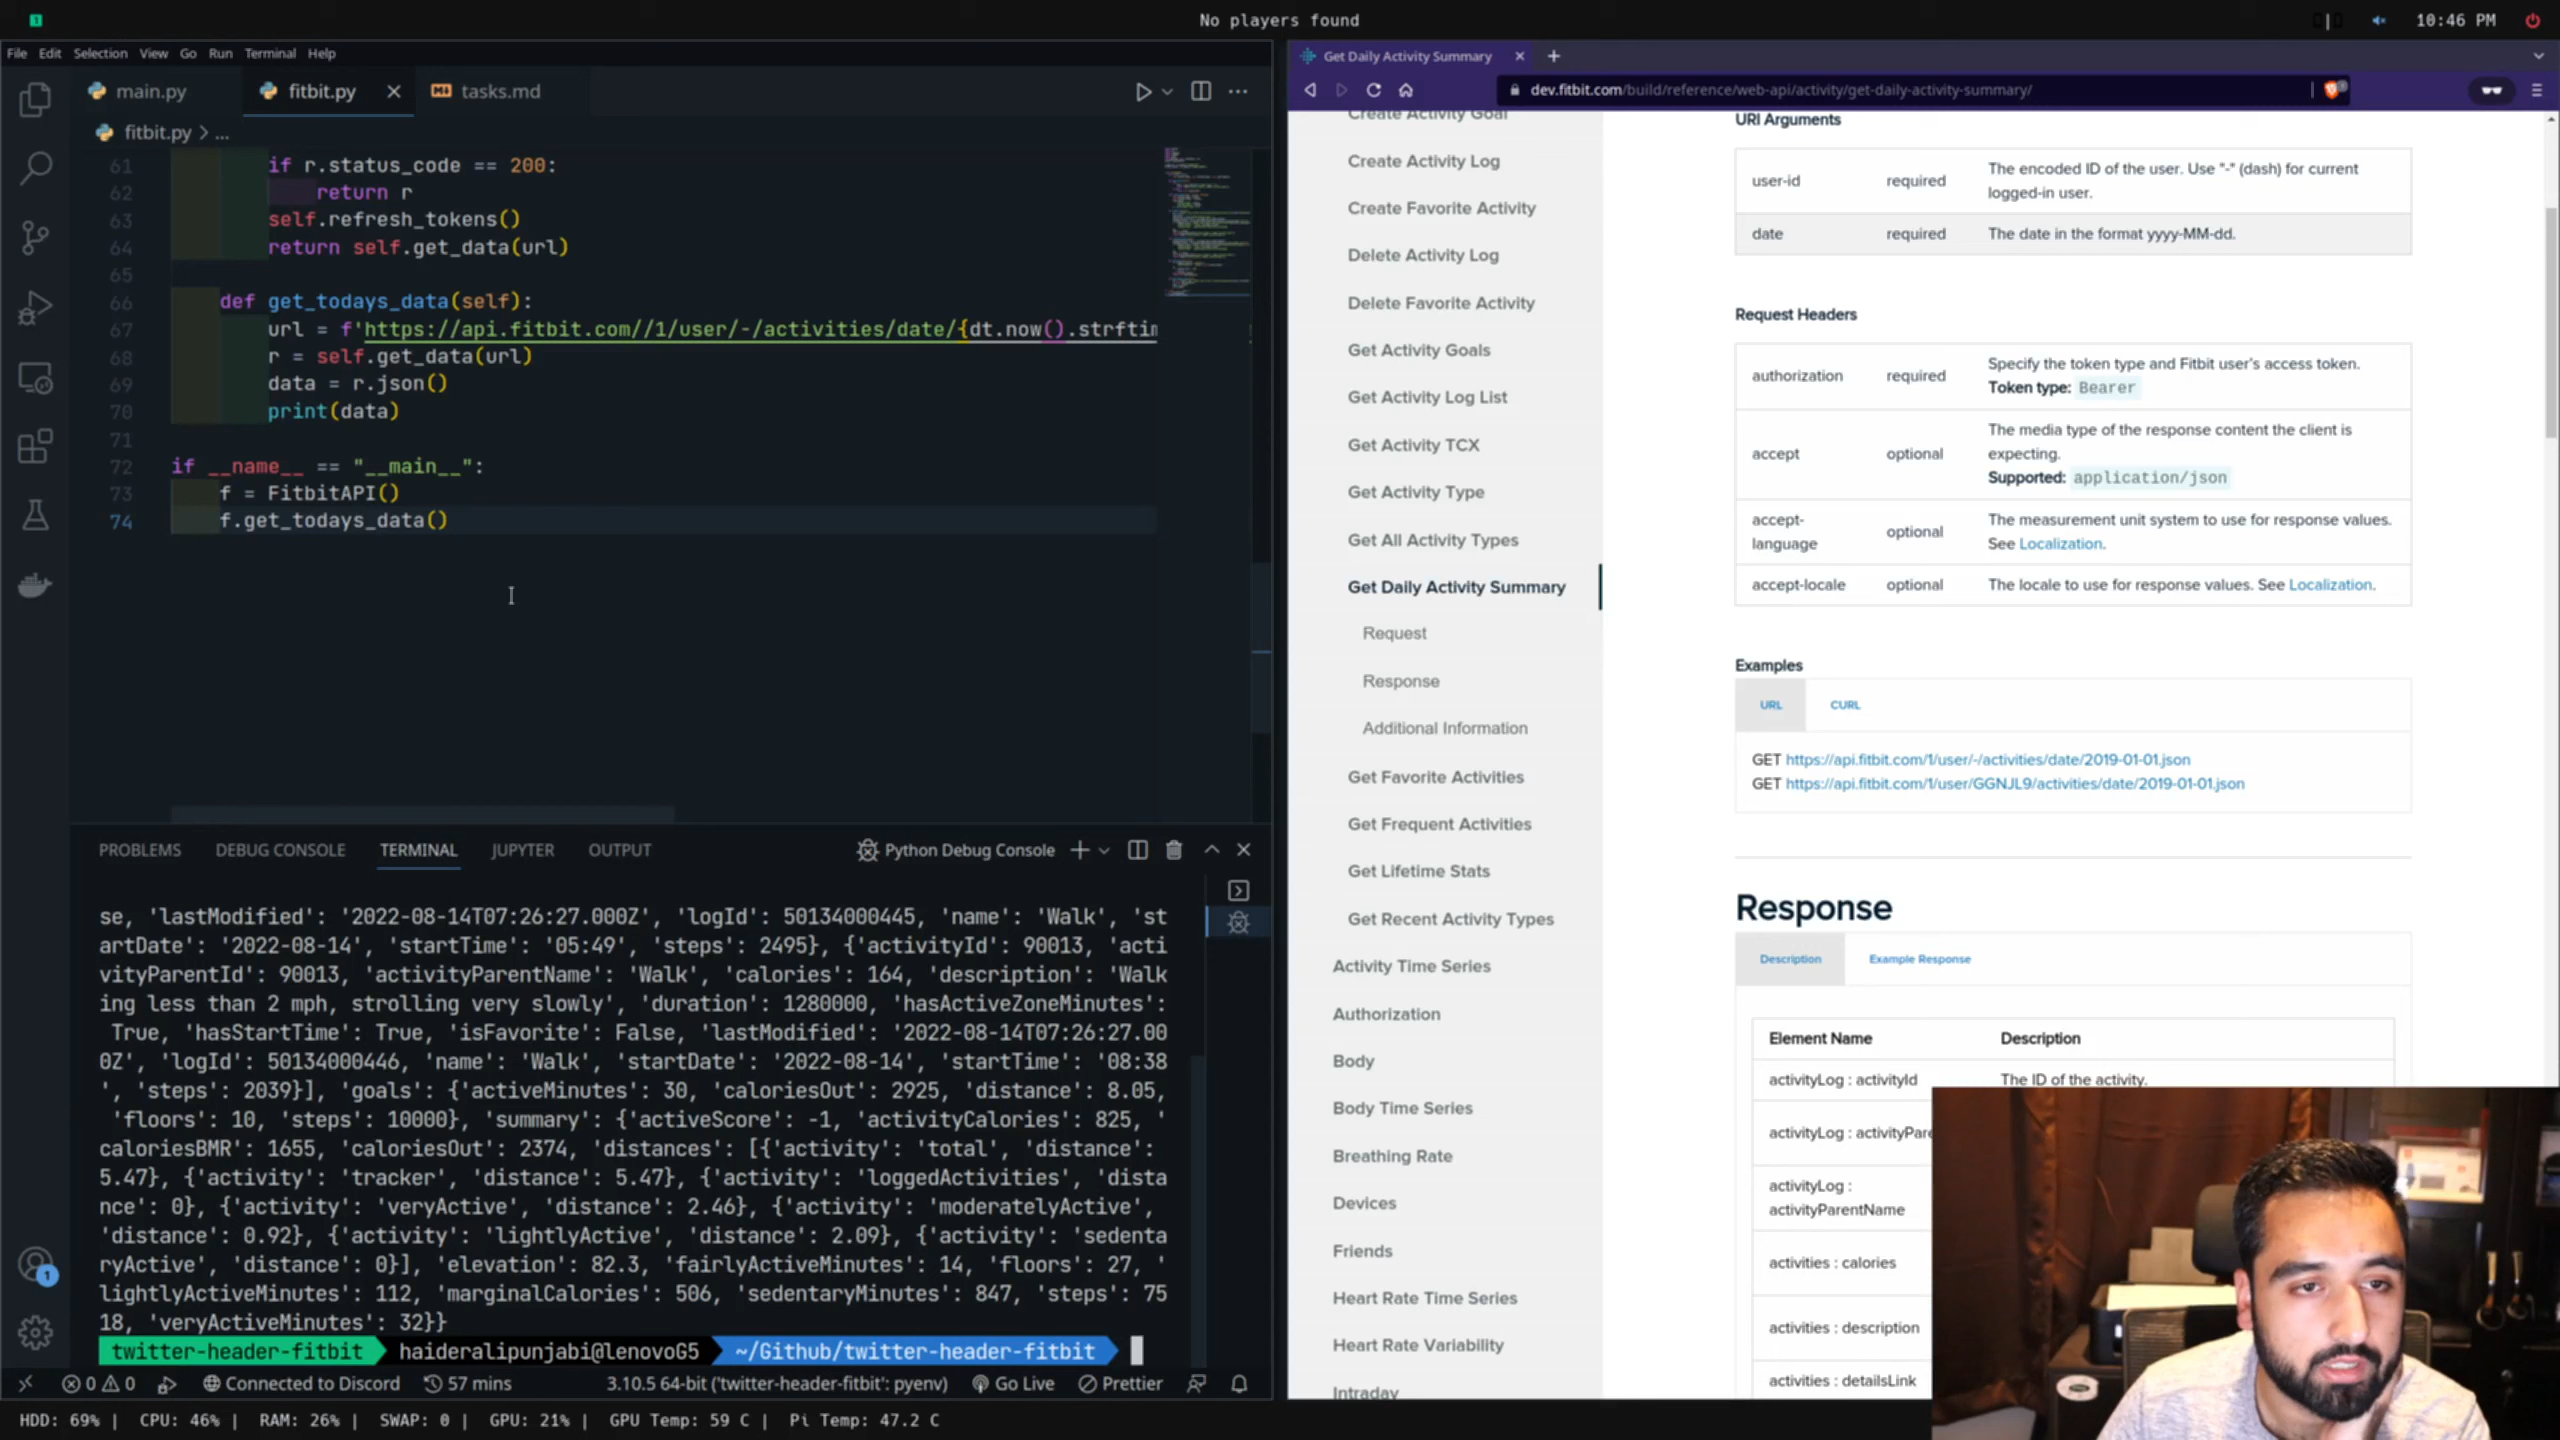 1
No players found
10:46 PM
File Edit Selection View Go Run Terminal Help
main.py
fitbit.py
tasks.md
fitbit.py > ...
61 if r.status_code == 200:
62 return r
63 self.refresh_tokens()
64 return self.get_data(url)
65
66 def get_todays_data(self):
67 url = f'https://api.fitbit.com//1/user/-/activities/date/{dt.now().strftim
68 r = self.get_data(url)
69 data = r.json()
70 print(data)
71
72 if __name__ == "__main__":
73 f = FitbitAPI()
74 f.get_todays_data()
PROBLEMS DEBUG CONSOLE TERMINAL JUPYTER OUTPUT Python Debug Console
se, 'lastModified': '2022-08-14T07:26:27.000Z', 'logId': 50134000445, 'name': 'Walk', 'st
artDate': '2022-08-14', 'startTime': '05:49', 'steps': 2495}, {'activityId': 90013, 'acti
vityParentId': 90013, 'activityParentName': 'Walk', 'calories': 164, 'description': 'Walk
ing less than 2 mph, strolling very slowly', 'duration': 1280000, 'hasActiveZoneMinutes':
True, 'hasStartTime': True, 'isFavorite': False, 'lastModified': '2022-08-14T07:26:27.00
0Z', 'logId': 50134000446, 'name': 'Walk', 'startDate': '2022-08-14', 'startTime': '08:38
', 'steps': 2039}], 'goals': {'activeMinutes': 30, 'caloriesOut': 2925, 'distance': 8.05,
'floors': 10, 'steps': 10000}, 'summary': {'activeScore': -1, 'activityCalories': 825, '
caloriesBMR': 1655, 'caloriesOut': 2374, 'distances': [{'activity': 'total', 'distance':
5.47}, {'activity': 'tracker', 'distance': 5.47}, {'activity': 'loggedActivities', 'dista
nce': 0}, {'activity': 'veryActive', 'distance': 2.46}, {'activity': 'moderatelyActive',
'distance': 0.92}, {'activity': 'lightlyActive', 'distance': 2.09}, {'activity': 'sedenta
ryActive', 'distance': 0}], 'elevation': 82.3, 'fairlyActiveMinutes': 14, 'floors': 27, '
lightlyActiveMinutes': 112, 'marginalCalories': 506, 'sedentaryMinutes': 847, 'steps': 75
18, 'veryActiveMinutes': 32}}
twitter-header-fitbit haideralipunjabi@lenovoG5 ~/Github/twitter-header-fitbit
1
0 0 Connected to Discord 57 mins 3.10.5 64-bit ('twitter-header-fitbit': pyenv) Go Live Prettier
HDD: 69% | CPU: 46% | RAM: 26% | SWAP: 0 | GPU: 21% | GPU Temp: 59 C | Pi Temp: 47.2 C
Get Daily Activity Summary
dev.fitbit.com/build/reference/web-api/activity/get-daily-activity-summary/
Create Activity Goal
Create Activity Log
Create Favorite Activity
Delete Activity Log
Delete Favorite Activity
Get Activity Goals
Get Activity Log List
Get Activity TCX
Get Activity Type
Get All Activity Types
Get Daily Activity Summary
Request
Response
Additional Information
Get Favorite Activities
Get Frequent Activities
Get Lifetime Stats
Get Recent Activity Types
Activity Time Series
Authorization
Body
Body Time Series
Breathing Rate
Devices
Friends
Heart Rate Time Series
Heart Rate Variability
Intraday
URI Arguments
user-id required The encoded ID of the user. Use "-" (dash) for current
logged-in user.
date required The date in the format yyyy-MM-dd.
Request Headers
authorization required Specify the token type and Fitbit user's access token.
Token type: Bearer
accept optional The media type of the response content the client is
expecting.
Supported: application/json
accept-
language optional The measurement unit system to use for response values.
See Localization.
accept-locale optional The locale to use for response values. See Localization.
Examples
URL CURL
GET https://api.fitbit.com/1/user/-/activities/date/2019-01-01.json
GET https://api.fitbit.com/1/user/GGNJL9/activities/date/2019-01-01.json
Response
Description Example Response
Element Name Description
activityLog : activityId The ID of the activity.
activityLog : activityPare
activityLog :
activityParentName
activities : calories
activities : description
activities : detailsLink